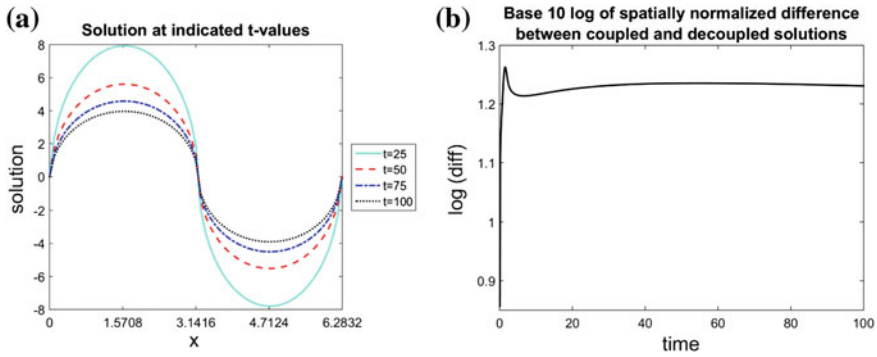 (a)
Solution at indicated t-values
8
6
4
2
0
-2
-4
-6
-8
solution
0
1.5708
3.1416
4.7124
6.2832
x
t=25
t=50
t=75
t=100
(b)
Base 10 log of spatially normalized difference
between coupled and decoupled solutions
1.3
1.2
1.1
1
0.9
log (diff)
0
20
40
60
80
100
time